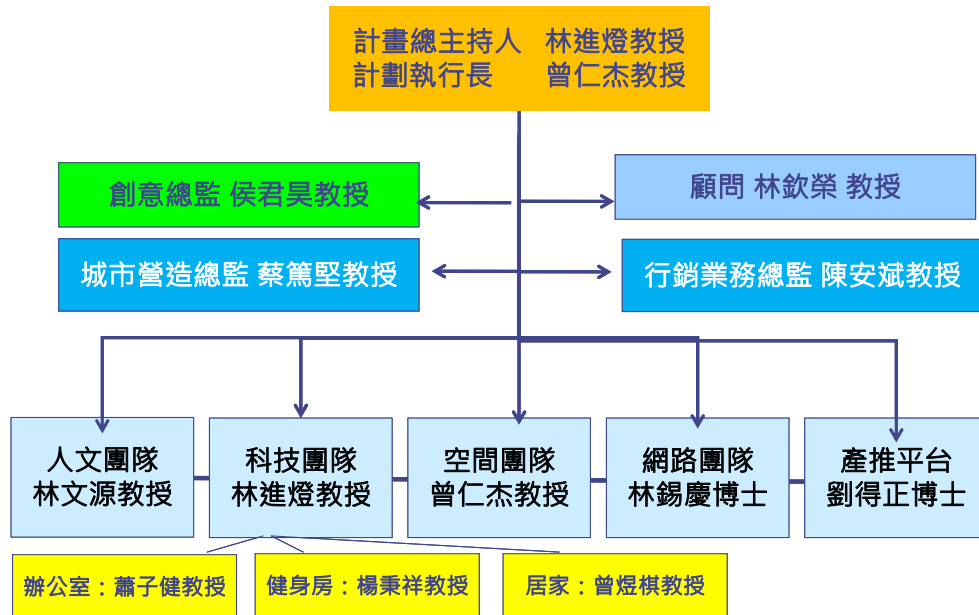 計畫總主持人 林進燈教授
計劃執行長 曾仁杰教授
創意總監 侯君昊教授
顧問 林欽榮 教授
城市營造總監 蔡篤堅教授
行銷業務總監 陳安斌教授
人文團隊
林文源教授
科技團隊
林進燈教授
空間團隊
曾仁杰教授
網路團隊
林錫慶博士
產推平台
劉得正博士
辦公室：蕭子健教授
健身房：楊秉祥教授
居家：曾煜棋教授